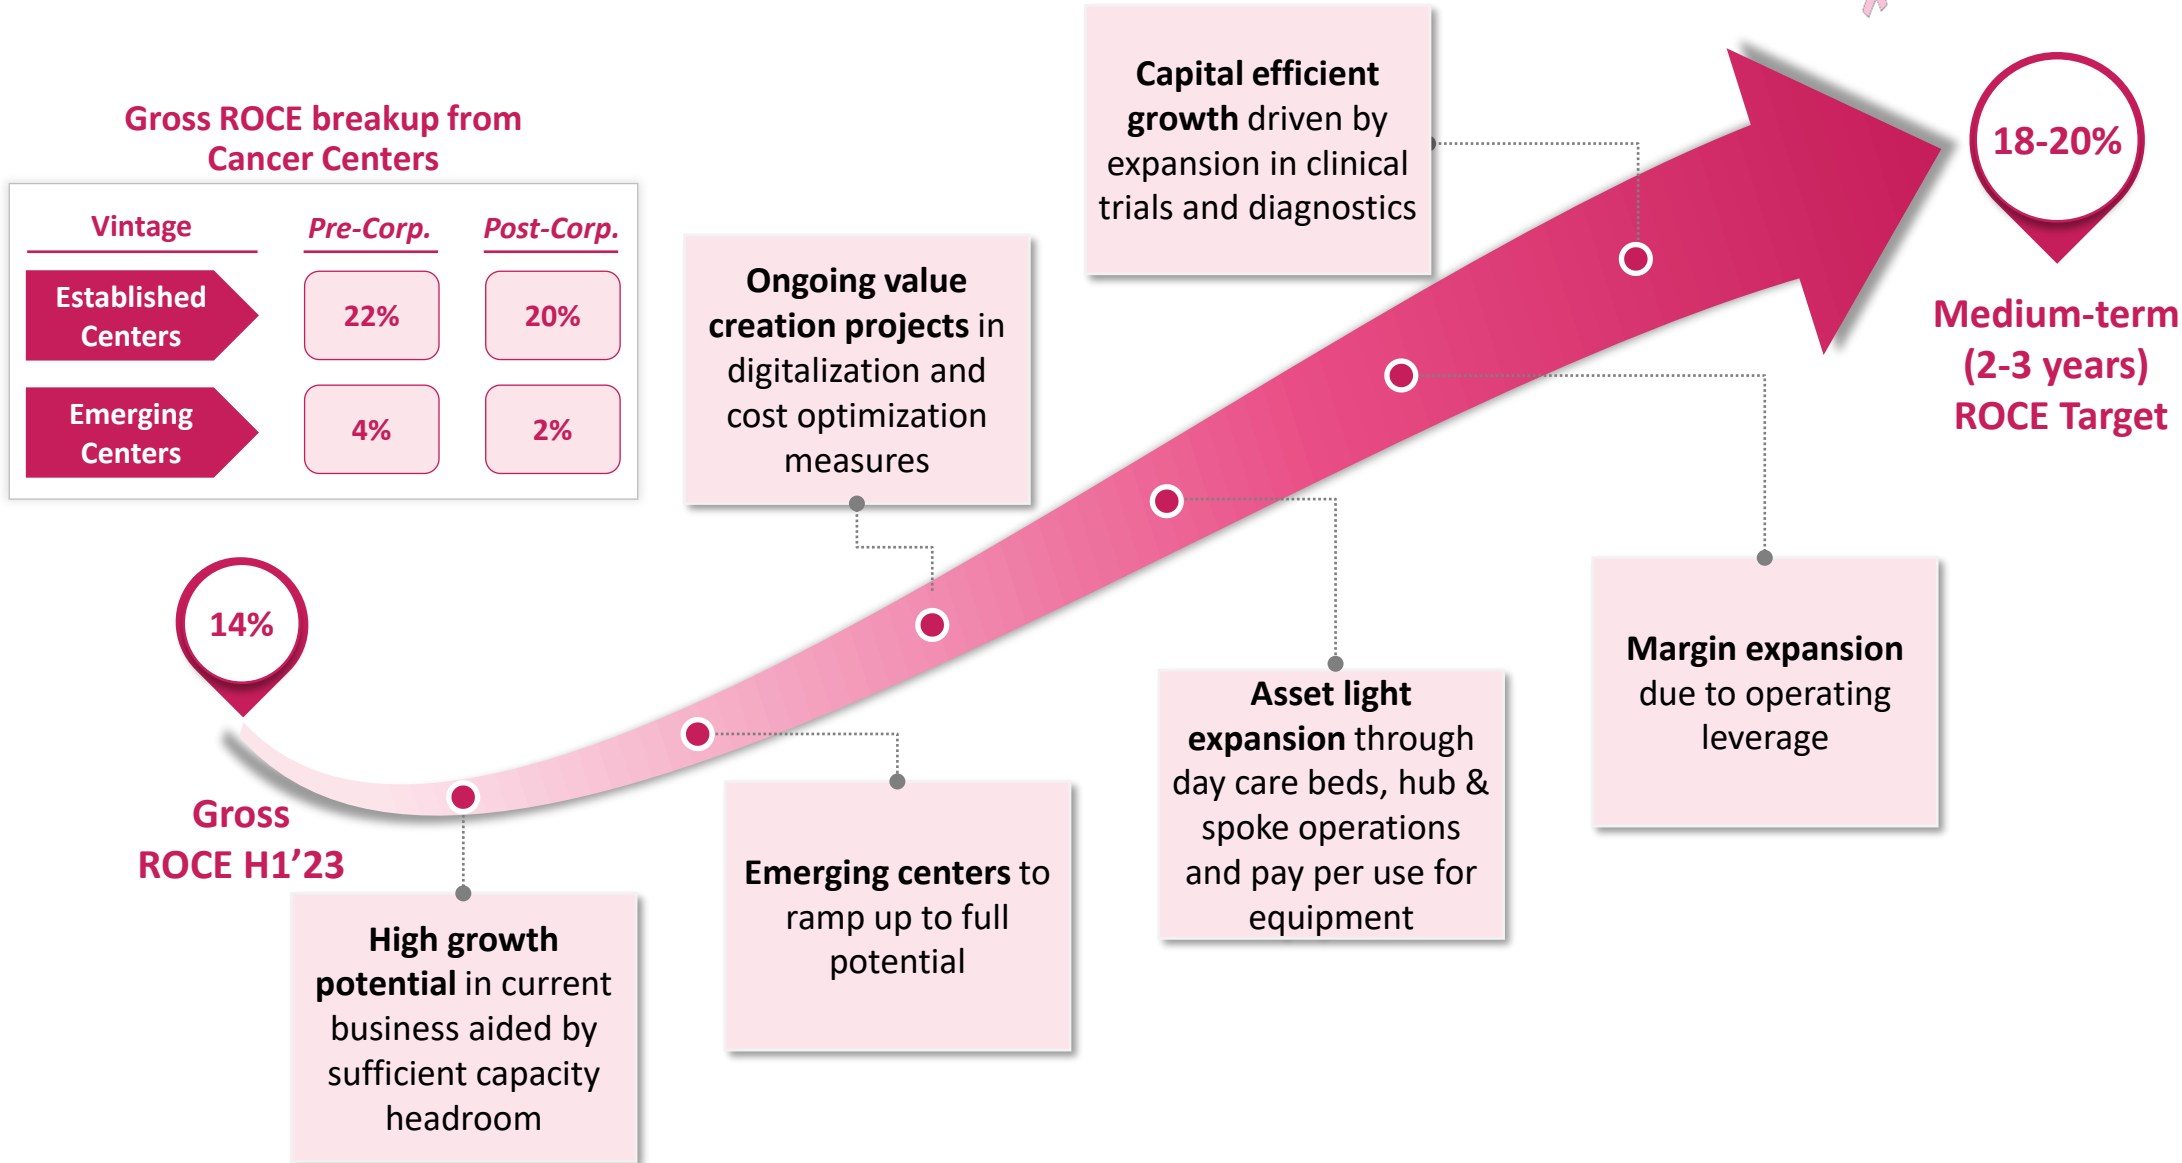 Gross ROCE breakup from
Cancer Centers
Vintage
Pre-Corp.
Post-Corp.
Established
Centers
22%
20%
Emerging
Centers
4%
2%
14%
Gross
ROCE H1’23
High growth
potential in current
business aided by
sufficient capacity
headroom
Emerging centers to
ramp up to full
potential
Ongoing value
creation projects in
digitalization and
cost optimization
measures
Asset light
expansion through
day care beds, hub &
spoke operations
and pay per use for
equipment
Margin expansion
due to operating
leverage
Capital efficient
growth driven by
expansion in clinical
trials and diagnostics
18-20%
Medium-term
(2-3 years)
ROCE Target